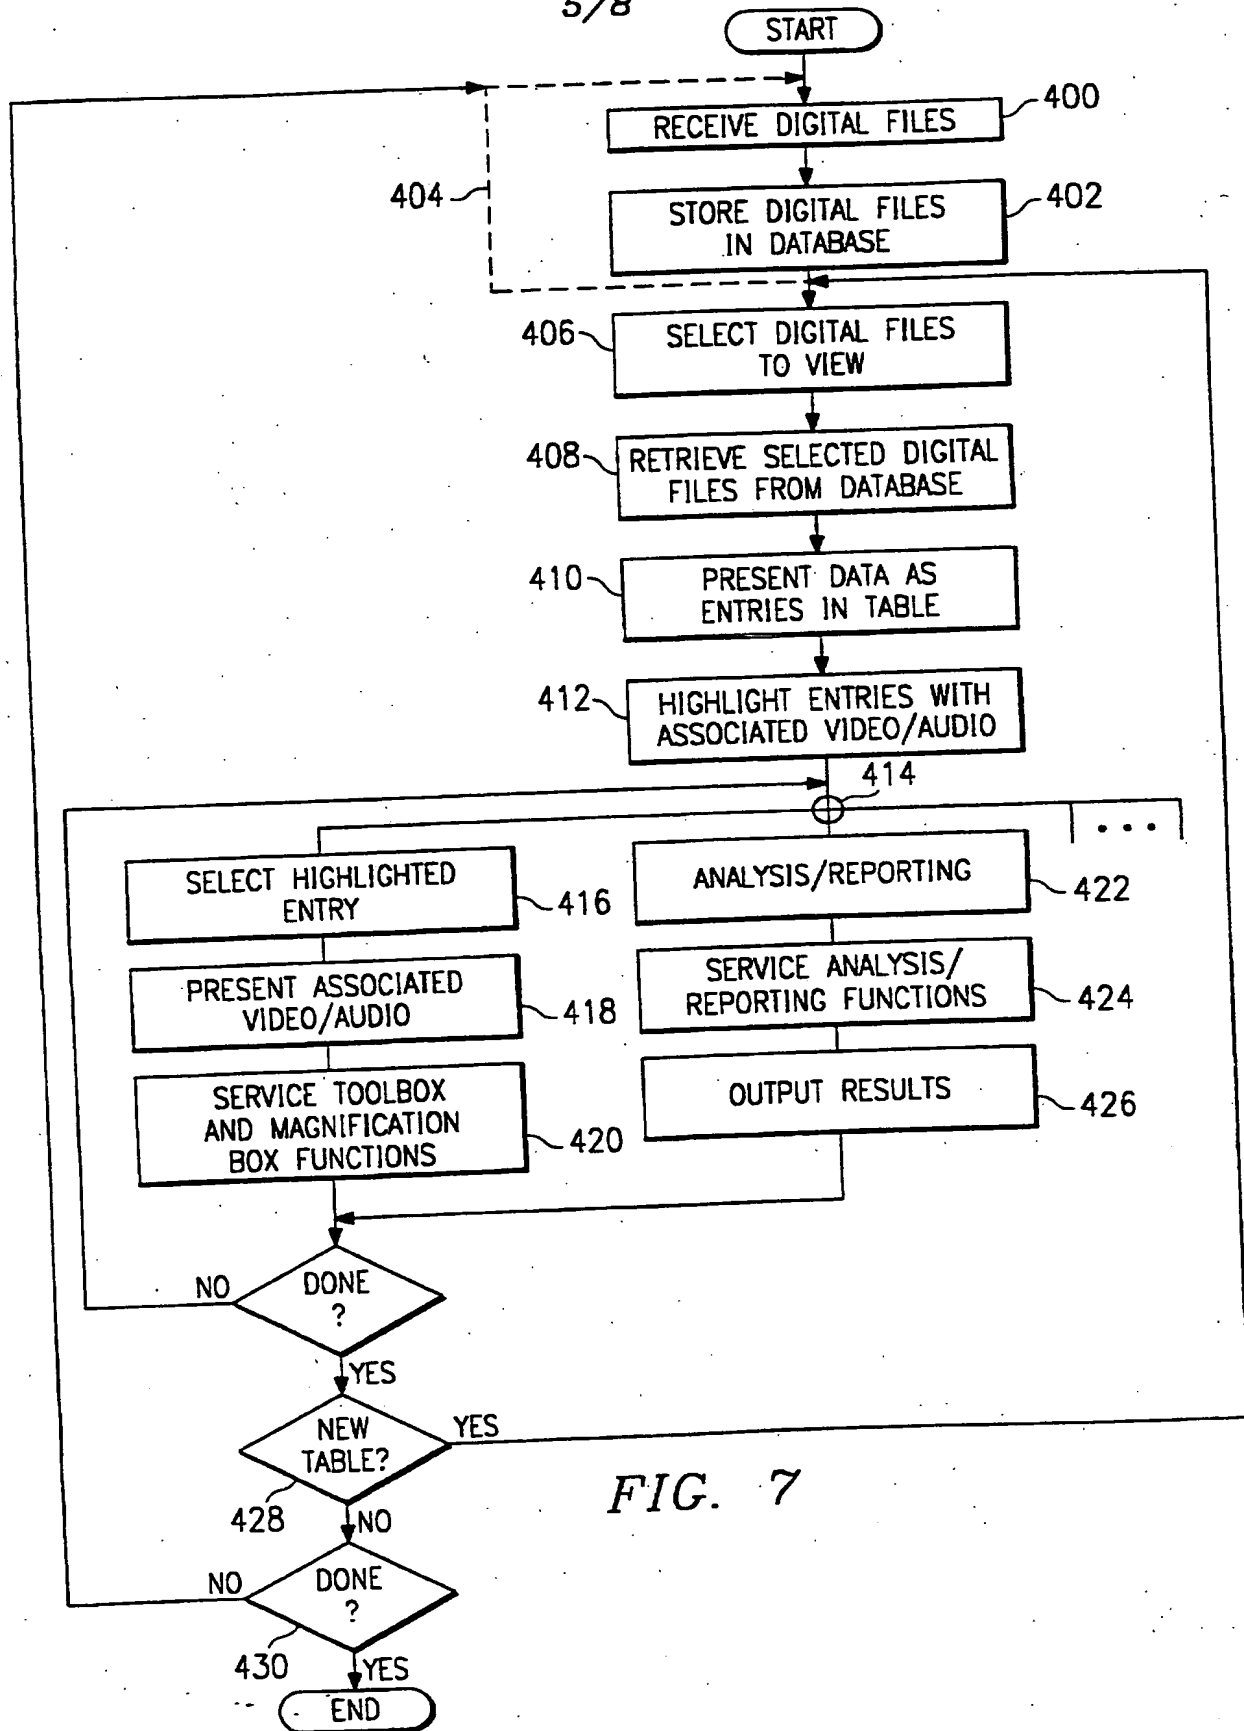 5/8
START
RECEIVE DIGITAL FILES
400
STORE DIGITAL FILES
IN DATABASE
402
404
SELECT DIGITAL FILES
TO VIEW
406
RETRIEVE SELECTED DIGITAL
FILES FROM DATABASE
408
PRESENT DATA AS
ENTRIES IN TABLE
410
HIGHLIGHT ENTRIES WITH
ASSOCIATED VIDEO/AUDIO
412
414
...
SELECT HIGHLIGHTED
ENTRY
416
ANALYSIS/REPORTING
422
PRESENT ASSOCIATED
VIDEO/AUDIO
418
SERVICE ANALYSIS/
REPORTING FUNCTIONS
424
SERVICE TOOLBOX
AND MAGNIFICATION
BOX FUNCTIONS
420
OUTPUT RESULTS
426
DONE
?
NO
YES
NEW
TABLE?
YES
428
NO
FIG. 7
DONE
?
NO
430
YES
END